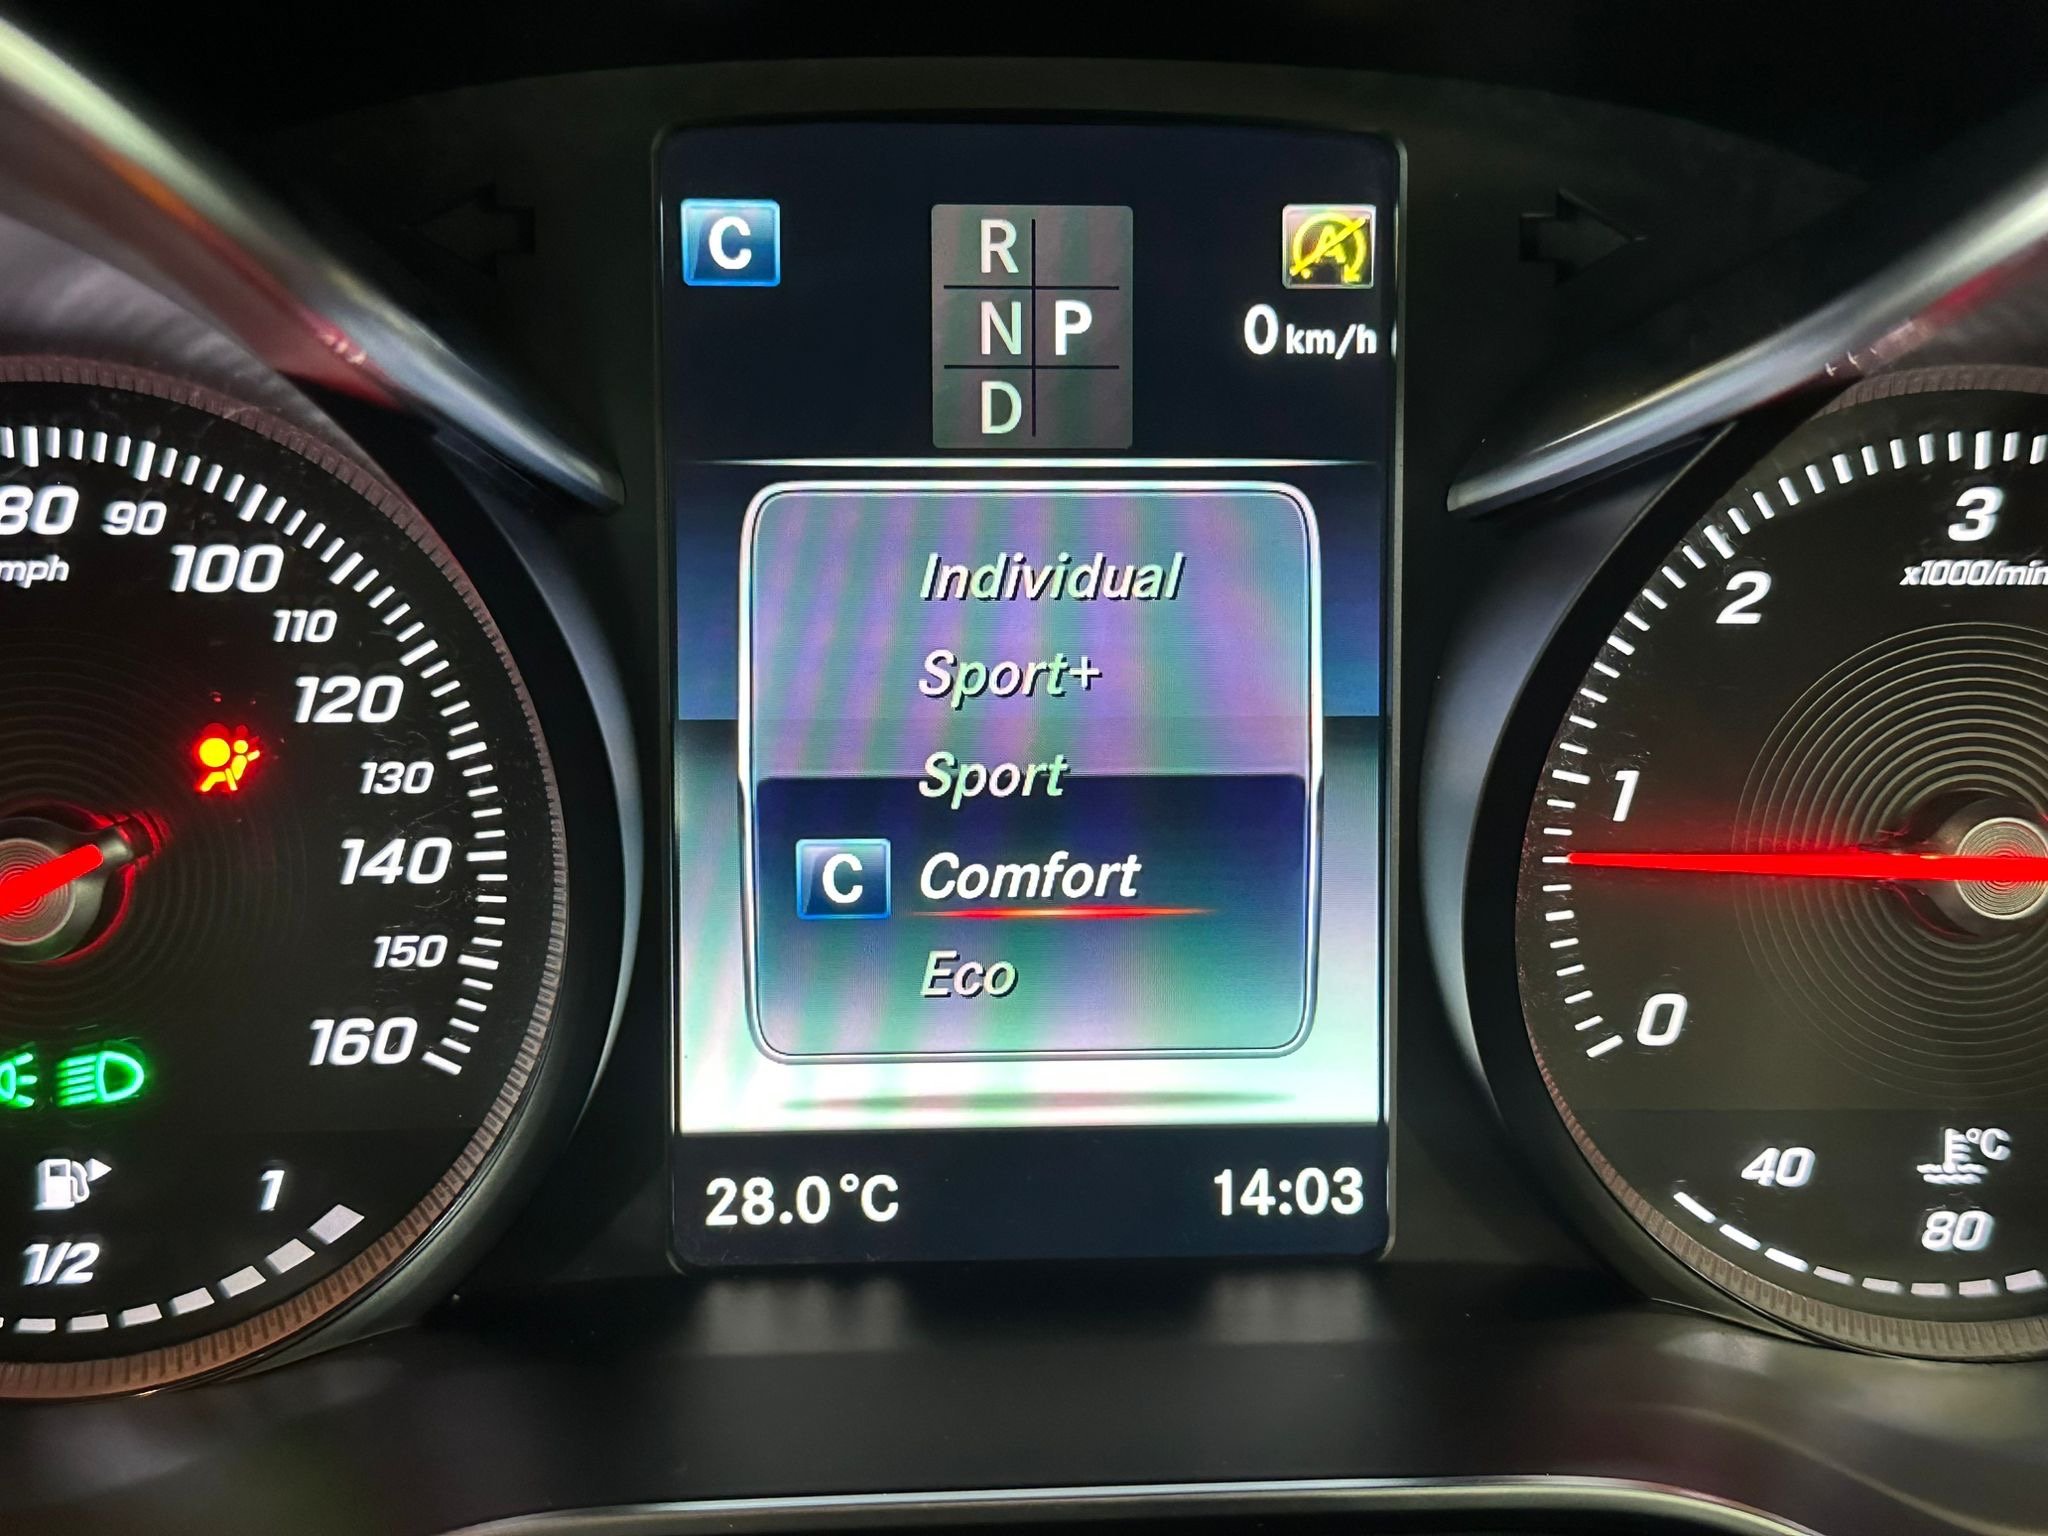 C
R
N P
D
A
0 km/h
80 90
mph
100
110
120
130
140
150
160
1
1/2
Individual
Sport+
Sport
C Comfort
Eco
28.0°C 14:03
3
x1000/min
2
1
0
40
°C
80